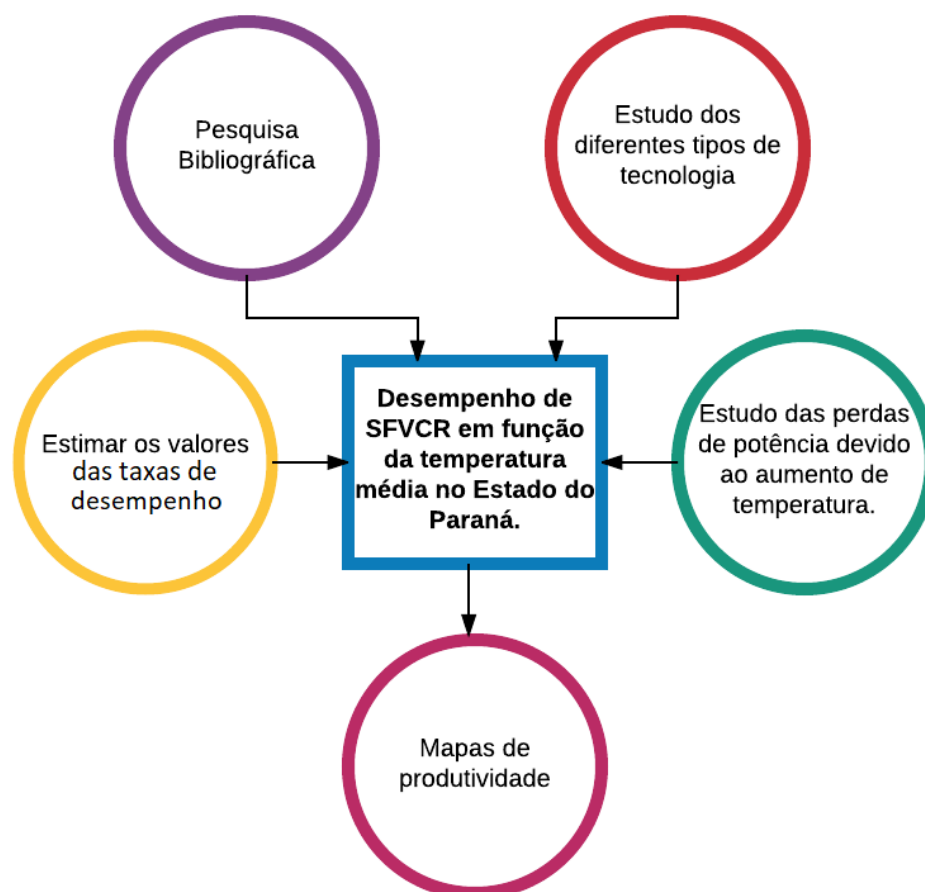 Pesquisa
Bibliográfica
Estudo dos
diferentes tipos de
tecnologia
Estimar os valores
das taxas de
desempenho
Desempenho de
SFVCR em função
da temperatura
média no Estado do
Paraná.
Estudo das perdas
de potência devido
ao aumento de
temperatura.
Mapas de
produtividade